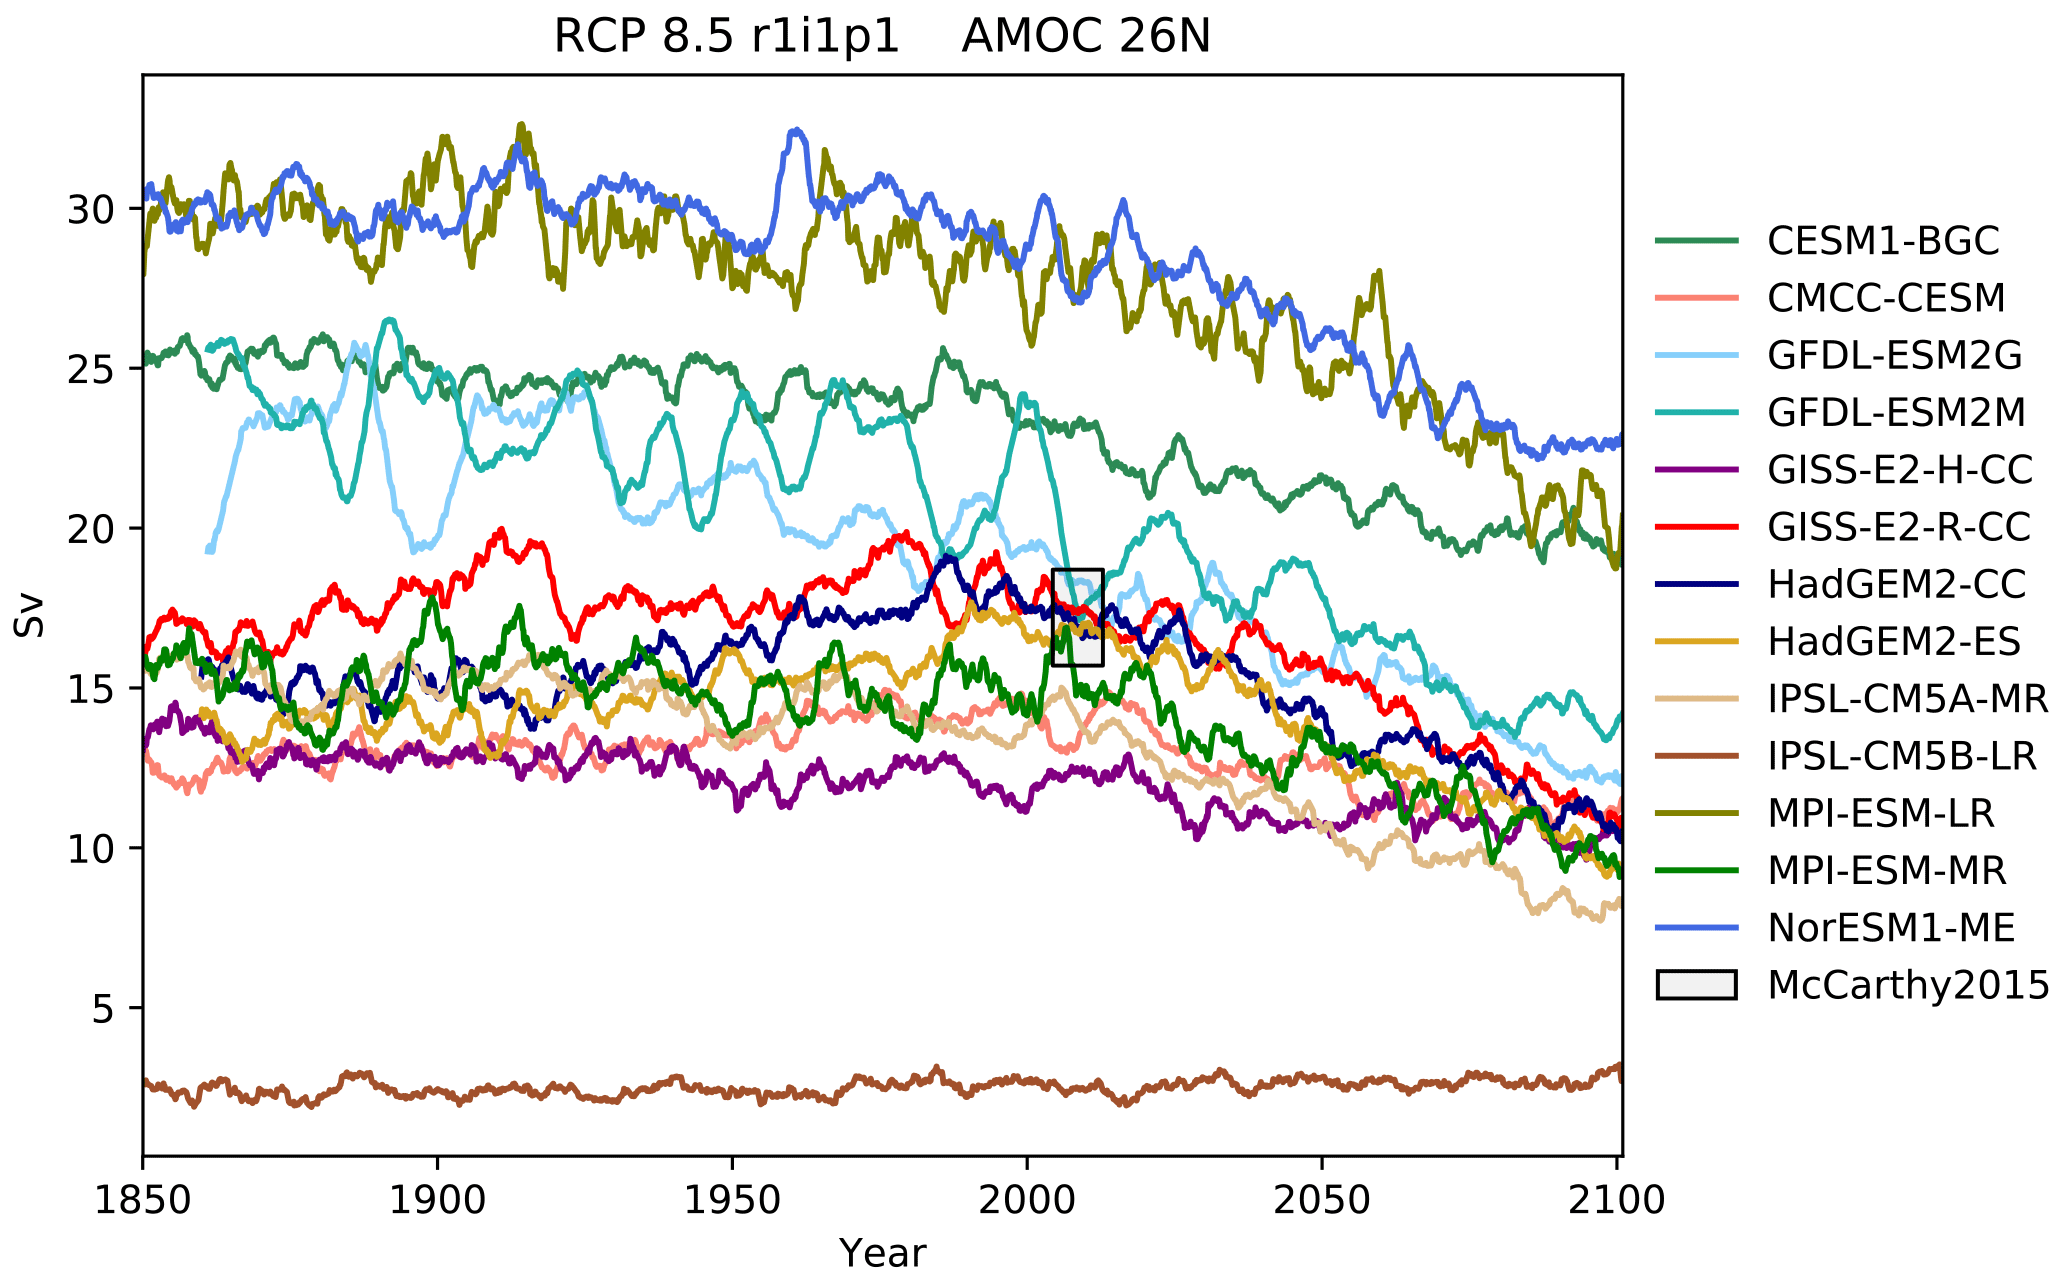 RCP 8.5 r1i1p1 AMOC 26N
30
25
20
15
10
5
Sv
1850 1900 1950 2000 2050 2100
Year
CESM1-BGC
CMCC-CESM
GFDL-ESM2G
GFDL-ESM2M
GISS-E2-H-CC
GISS-E2-R-CC
HadGEM2-CC
HadGEM2-ES
IPSL-CM5A-MR
IPSL-CM5B-LR
MPI-ESM-LR
MPI-ESM-MR
NorESM1-ME
McCarthy2015